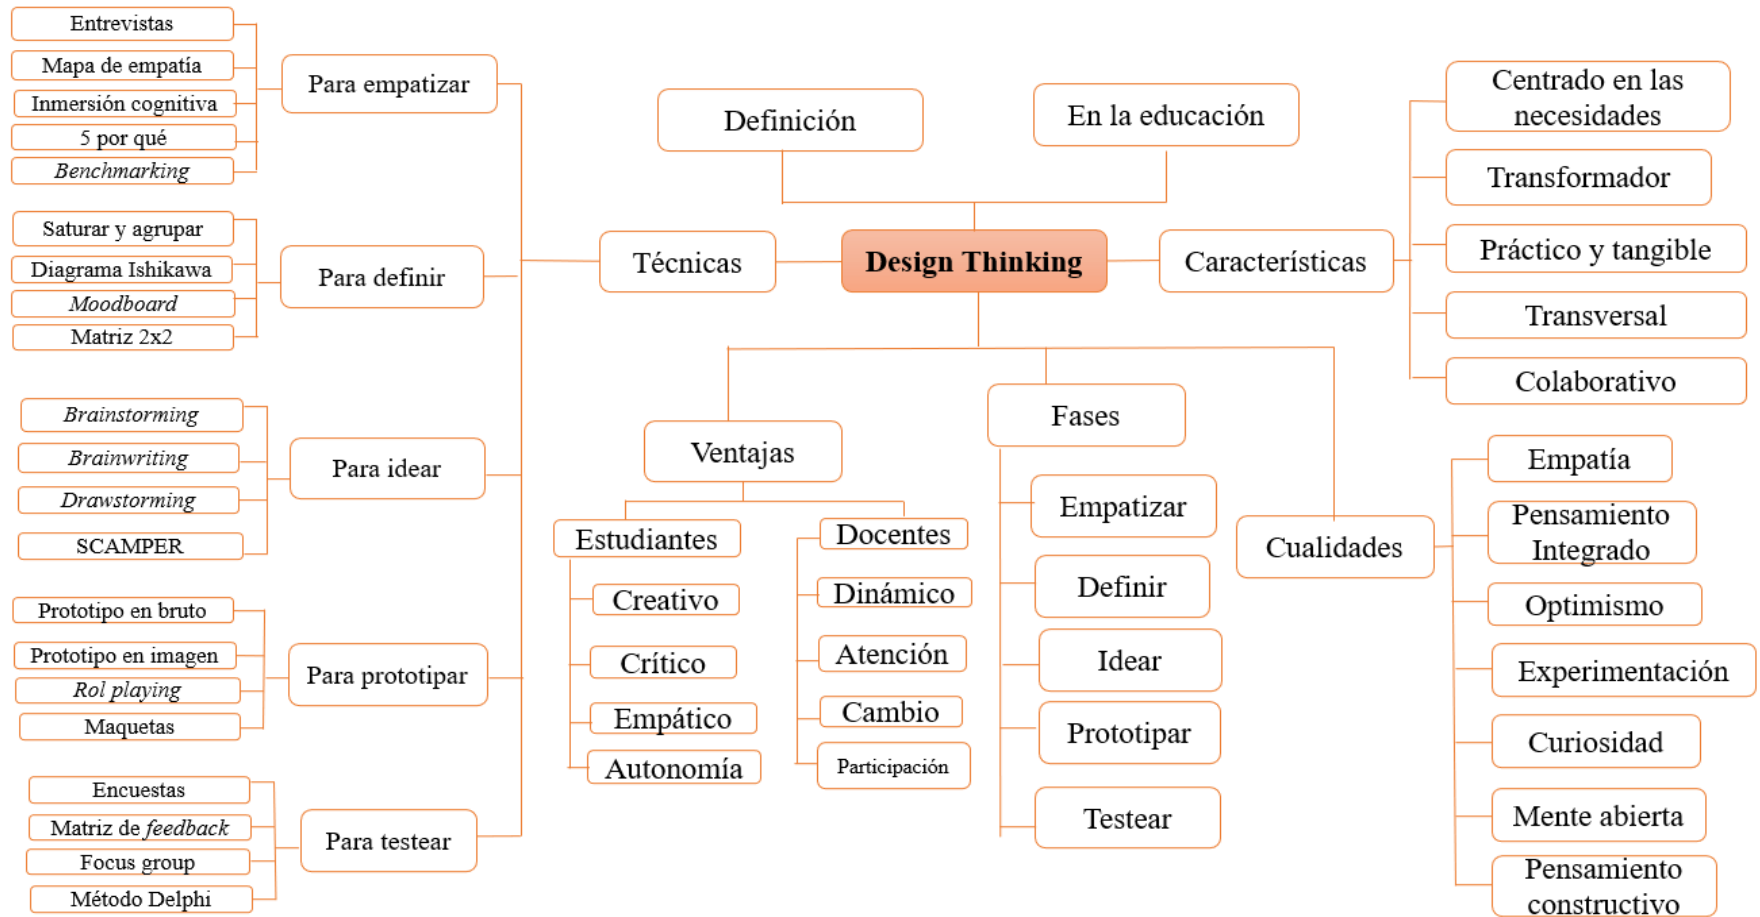 Entrevistas
Mapa de empatía
Inmersión cognitiva
5 por qué
Benchmarking
Para empatizar
Saturar y agrupar
Diagrama Ishikawa
Moodboard
Matriz 2x2
Para definir
Brainstorming
Brainwriting
Drawstorming
SCAMPER
Para idear
Prototipo en bruto
Prototipo en imagen
Rol playing
Maquetas
Para prototipar
Encuestas
Matriz de feedback
Focus group
Método Delphi
Para testear
Técnicas
Definición
En la educación
Design Thinking
Características
Centrado en las
necesidades
Transformador
Práctico y tangible
Transversal
Colaborativo
Ventajas
Estudiantes
Creativo
Crítico
Empático
Autonomía
Docentes
Dinámico
Atención
Cambio
Participación
Fases
Empatizar
Definir
Idear
Prototipar
Testear
Cualidades
Empatía
Pensamiento
Integrado
Optimismo
Experimentación
Curiosidad
Mente abierta
Pensamiento
constructivo